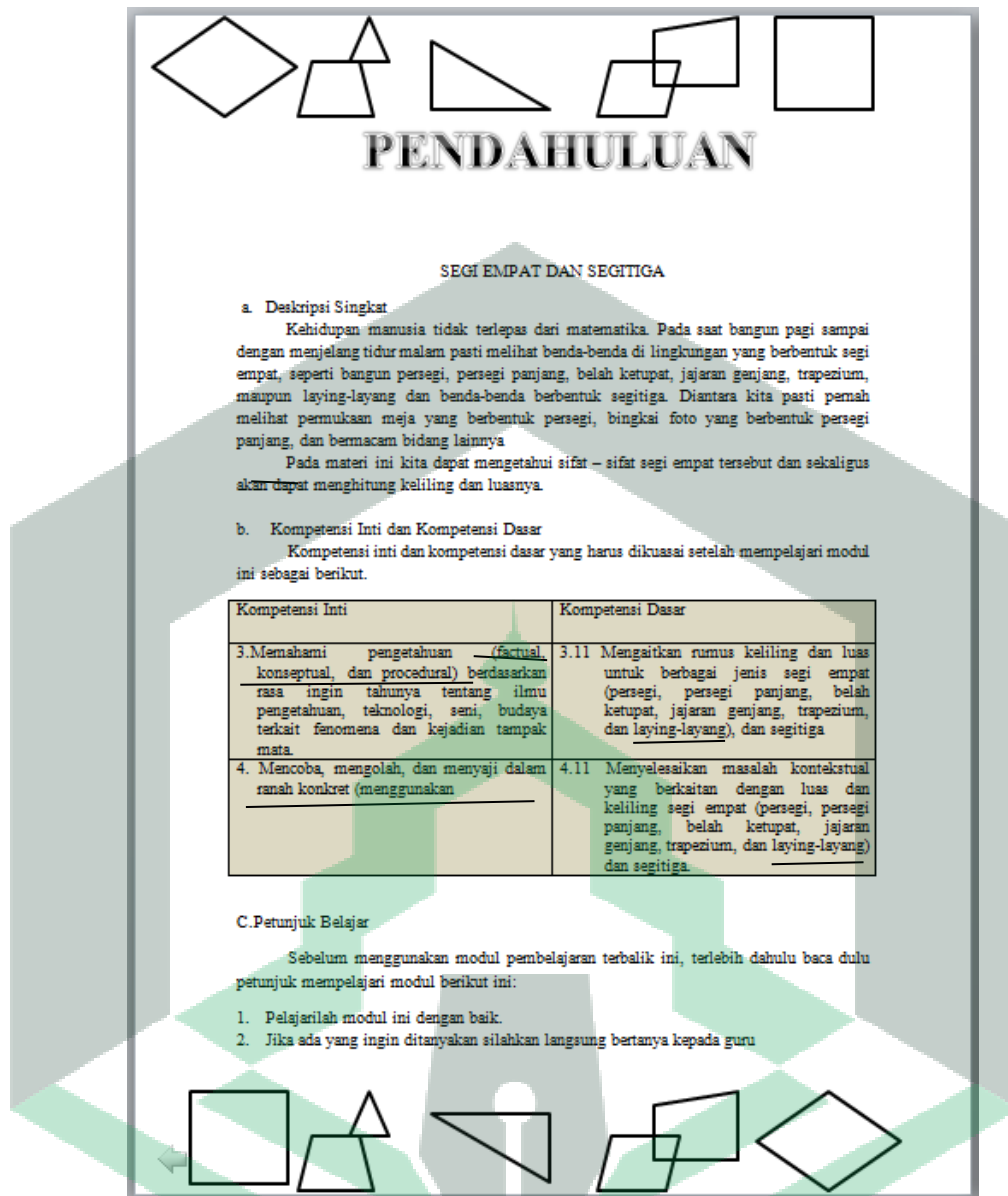 PENDAHULUAN
SEGI EMPAT DAN SEGITIGA
a. Deskripsi Singkat
Kehidupan manusia tidak terlepas dari matematika. Pada saat bangun pagi sampai
dengan menjelang tidur malam pasti melihat benda-benda di lingkungan yang berbentuk segi
empat, seperti bangun persegi, persegi panjang, belah ketupat, jajaran genjang, trapezium,
maupun laying-layang dan benda-benda berbentuk segitiga. Diantara kita pasti pernah
melihat permukaan meja yang berbentuk persegi, bingkai foto yang berbentuk persegi
panjang, dan bermacam bidang lainnya
Pada materi ini kita dapat mengetahui sifat – sifat segi empat tersebut dan sekaligus
akan dapat menghitung keliling dan luasnya.
b. Kompetensi Inti dan Kompetensi Dasar
Kompetensi inti dan kompetensi dasar yang harus dikuasai setelah mempelajari modul
ini sebagai berikut.
Kompetensi Inti
Kompetensi Dasar
3.Memahami pengetahuan (factual,
konseptual, dan procedural) berdasarkan
rasa ingin tahunya tentang ilmu
pengetahuan, teknologi, seni, budaya
terkait fenomena dan kejadian tampak
mata.
3.11 Mengaitkan rumus keliling dan luas
untuk berbagai jenis segi empat
(persegi, persegi panjang, belah
ketupat, jajaran genjang, trapezium,
dan laying-layang), dan segitiga
4. Mencoba, mengolah, dan menyaji dalam
ranah konkret (menggunakan
4.11 Menyelesaikan masalah kontekstual
yang berkaitan dengan luas dan
keliling segi empat (persegi, persegi
panjang, belah ketupat, jajaran
genjang, trapezium, dan laying-layang)
dan segitiga.
C.Petunjuk Belajar
Sebelum menggunakan modul pembelajaran terbalik ini, terlebih dahulu baca dulu
petunjuk mempelajari modul berikut ini:
1. Pelajarilah modul ini dengan baik.
2. Jika ada yang ingin ditanyakan silahkan langsung bertanya kepada guru